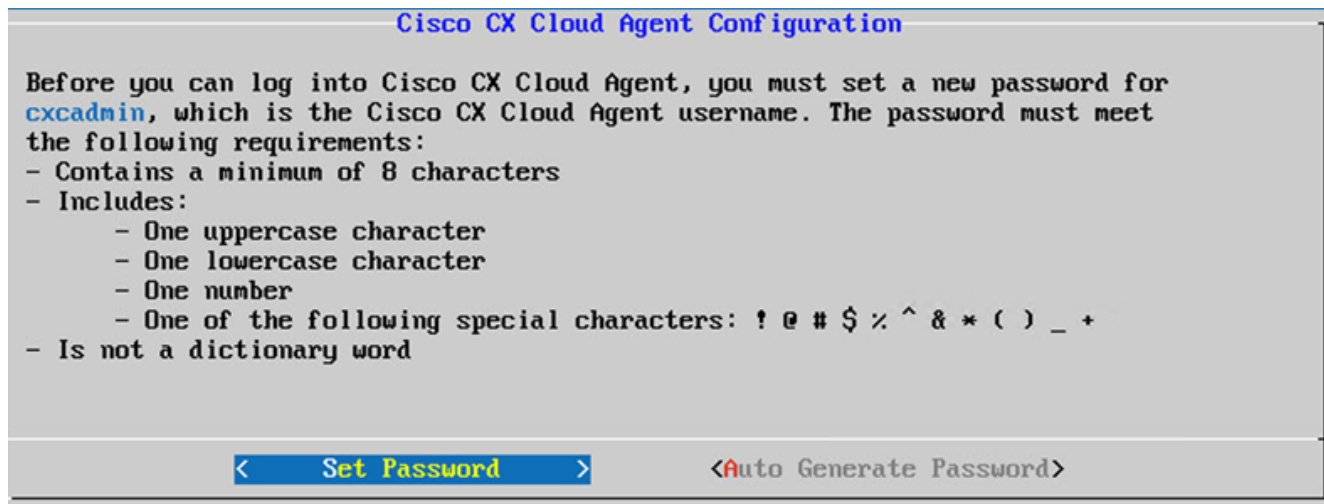 Cisco CX Cloud Agent Configuration
Before you can log into Cisco CX Cloud Agent, you must set a new password for
cxcadmin, which is the Cisco CX Cloud Agent username. The password must meet
the following requirements:
- Contains a minimum of 8 characters
- Includes:
- One uppercase character
- One lowercase character
- One number
- One of the following special characters: ! @ # $ % ^ & * ( ) _ +
- Is not a dictionary word
< Set Password > <Auto Generate Password>